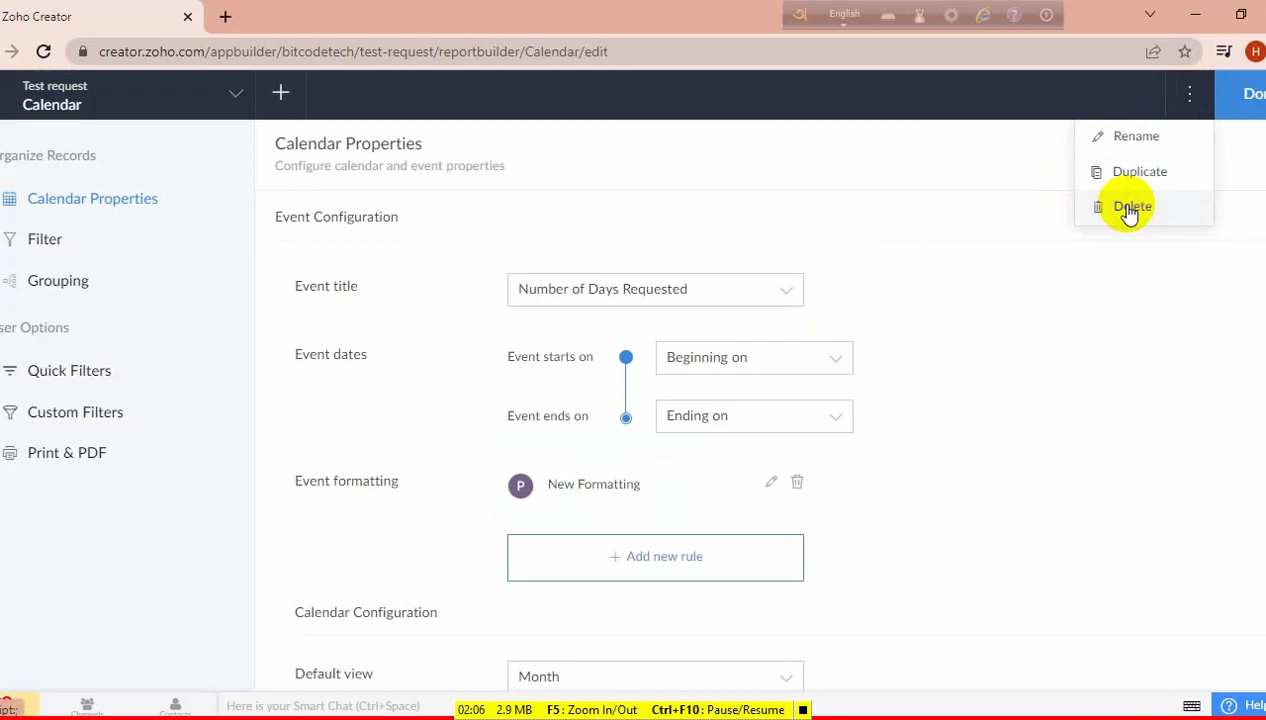 Zoho Creator
English
creator.zoho.com/appbuilder/bitcodetech/test-request/reportbuilder/Calendar/edit
H
Test request
Calendar
Dor
Rename
Duplicate
Delete
rganize Records
Calendar Properties
Filter
Grouping
ser Options
Quick Filters
Custom Filters
Print & PDF
Calendar Properties
Configure calendar and event properties
Event Configuration
Event title
Number of Days Requested
Event dates
Event starts on
Beginning on
Event ends on
Ending on
Event formatting
P
New Formatting
Add new rule
Calendar Configuration
Default view
Month
Channels
Contacts
Here is your Smart Chat (Ctrl+Space)
02:06 2.9 MB F5: Zoom In/Out Ctrl+F10: Pause/Resume
Help